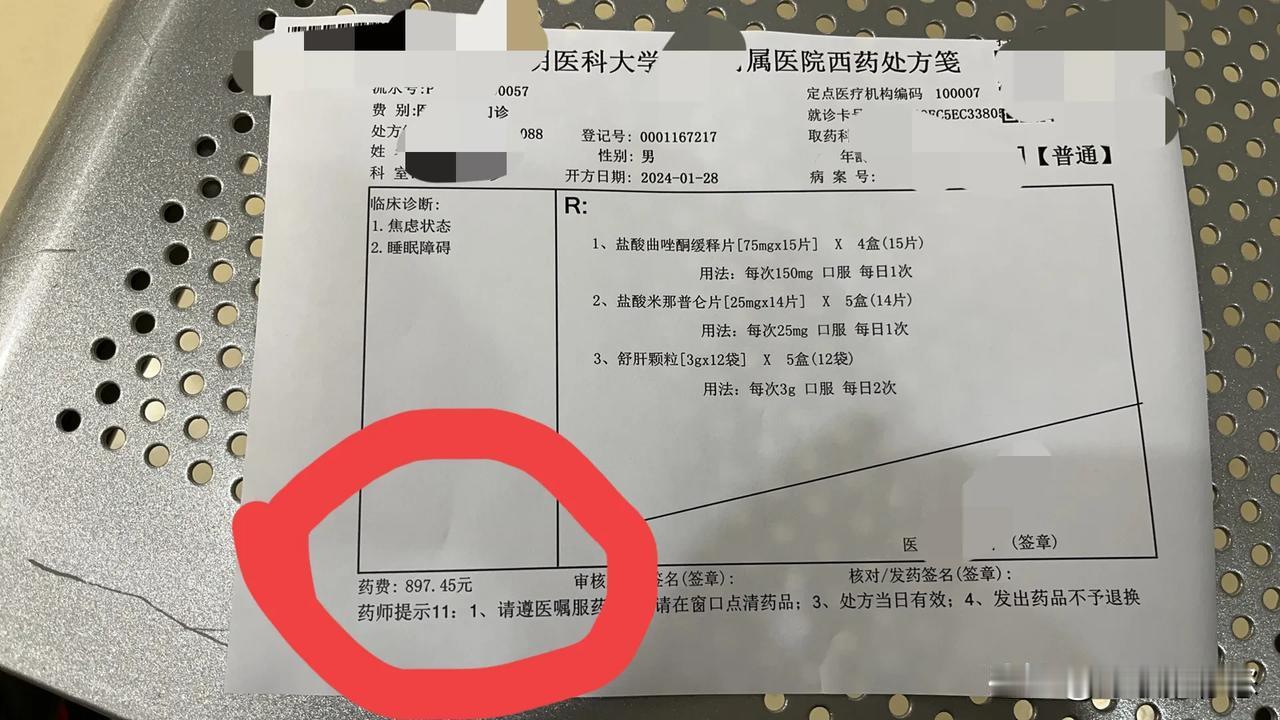 医科大学 属医院西药处方笺
流水号: 0057
定点医疗机构编码 100007
费 别: 诊
就诊卡 EC5EC33805
处方 088
登记号: 0001167217
取药科
姓
性别: 男
年
【普通】
科 室
开方日期: 2024-01-28
病 案 号:
临床诊断:
1.焦虑状态
2.睡眠障碍
R:
1、盐酸曲唑酮缓释片[75mgx15片] X 4盒(15片)
用法: 每次150mg 口服 每日1次
2、盐酸米那普仑片[25mgx14片] X 5盒(14片)
用法: 每次25mg 口服 每日1次
3、舒肝颗粒[3gx12袋] X 5盒(12袋)
用法: 每次3g 口服 每日2次
医 (签章)
药费: 897.45元
审核 签名(签章):
核对/发药签名(签章):
药师提示11: 1、请遵医嘱服药 请在窗口点清药品; 3、处方当日有效; 4、发出药品不予退换